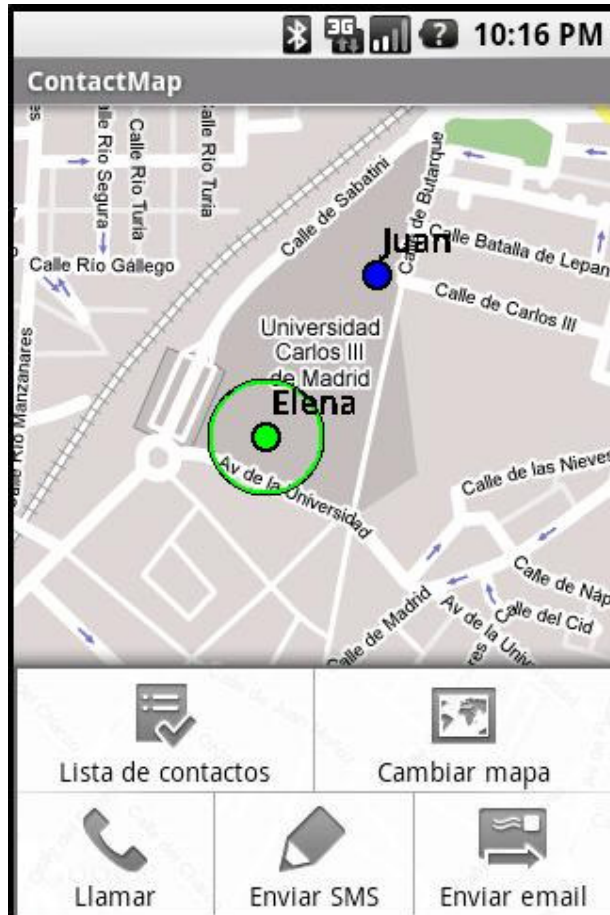 3G
?
10:16 PM
ContactMap
Calle Río Segura
Calle Río Turia
Calle Río Turia
Calle de Sabatini
Calle de Butarque
Juan
Calle Batalla de Lepan
Calle Río Gállego
Calle de Carlos III
Universidad
Carlos III
de Madrid
Elena
Calle Río Manzanares
Av de la Universidad
Calle de las Nieves
Calle de Náp
Calle del Cid
Calle de Madrid
Av de la Unive
Lista de contactos
Cambiar mapa
Llamar
Enviar SMS
Enviar email